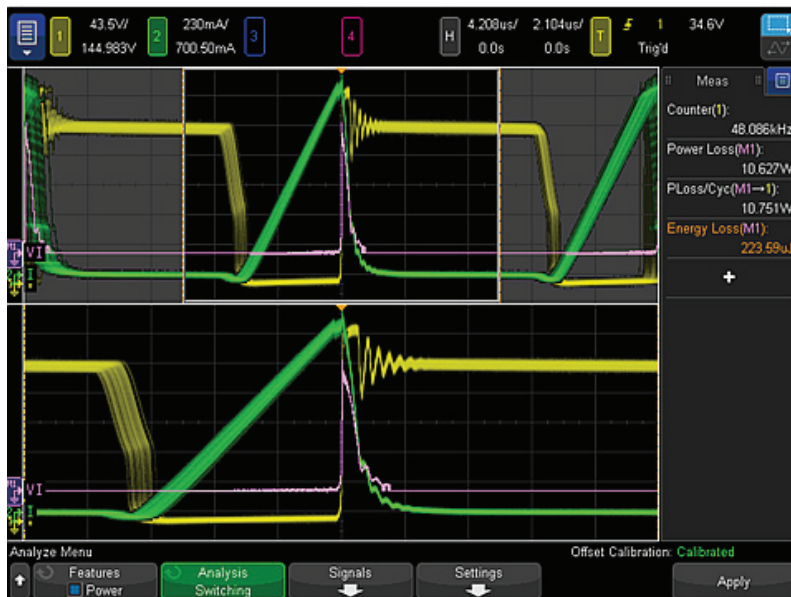 1 43.5V/ 144.983V
2 230mA/ 700.50mA
3
4
H 4.208us/ 0.0s 2.104us/ 0.0s
T 1 34.6V
Trig'd
Meas
Counter(1):
48.086kHz
Power Loss(M1):
10.627W
PLoss/Cyc(M1→1):
10.751W
Energy Loss(M1):
223.59uJ
+
VI
I
VI
I
Analyze Menu
Offset Calibration: Calibrated
Features
Power
Analysis
Switching
Signals
Settings
Apply